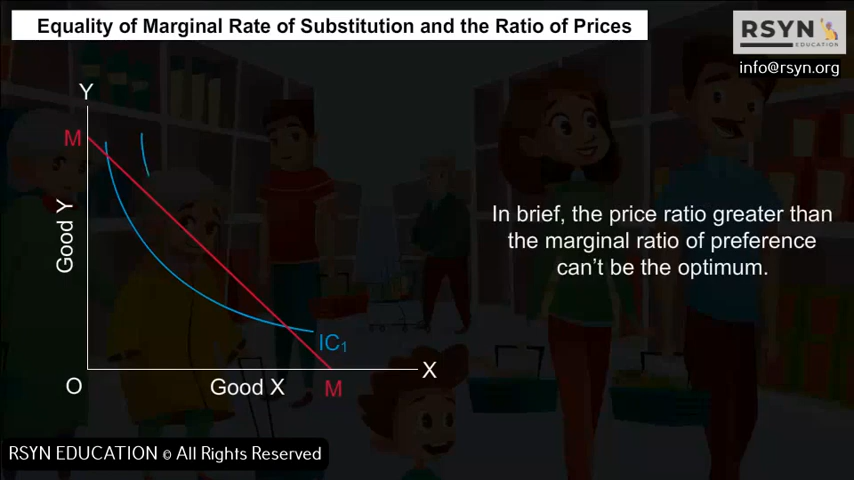 Equality of Marginal Rate of Substitution and the Ratio of Prices
RSYN
EDUCATION
info@rsyn.org
Y
M
Good Y
In brief, the price ratio greater than
the marginal ratio of preference
can't be the optimum.
IC₁
X
O
Good X
M
RSYN EDUCATION © All Rights Reserved